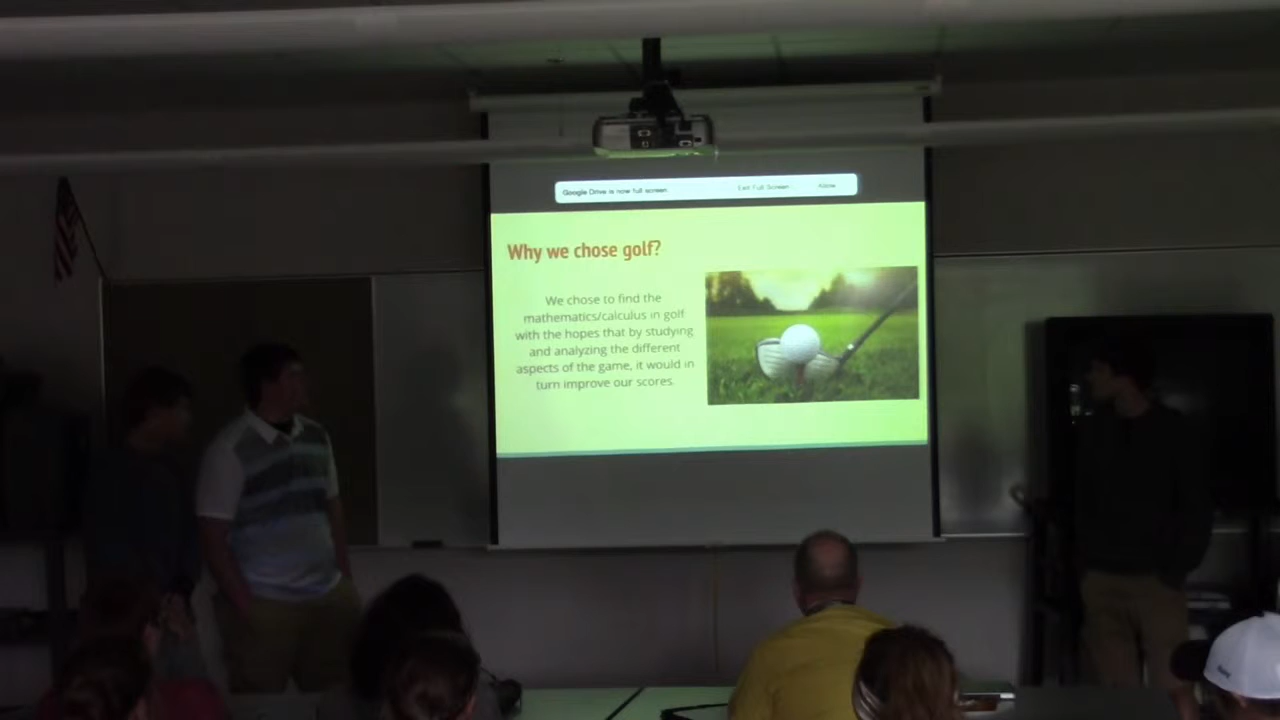 Google Drive is now full screen Exit Full Screen Allow
Why we chose golf?
We chose to find the
mathematics/calculus in golf
with the hopes that by studying
and analyzing the different
aspects of the game, it would in
turn improve our scores.